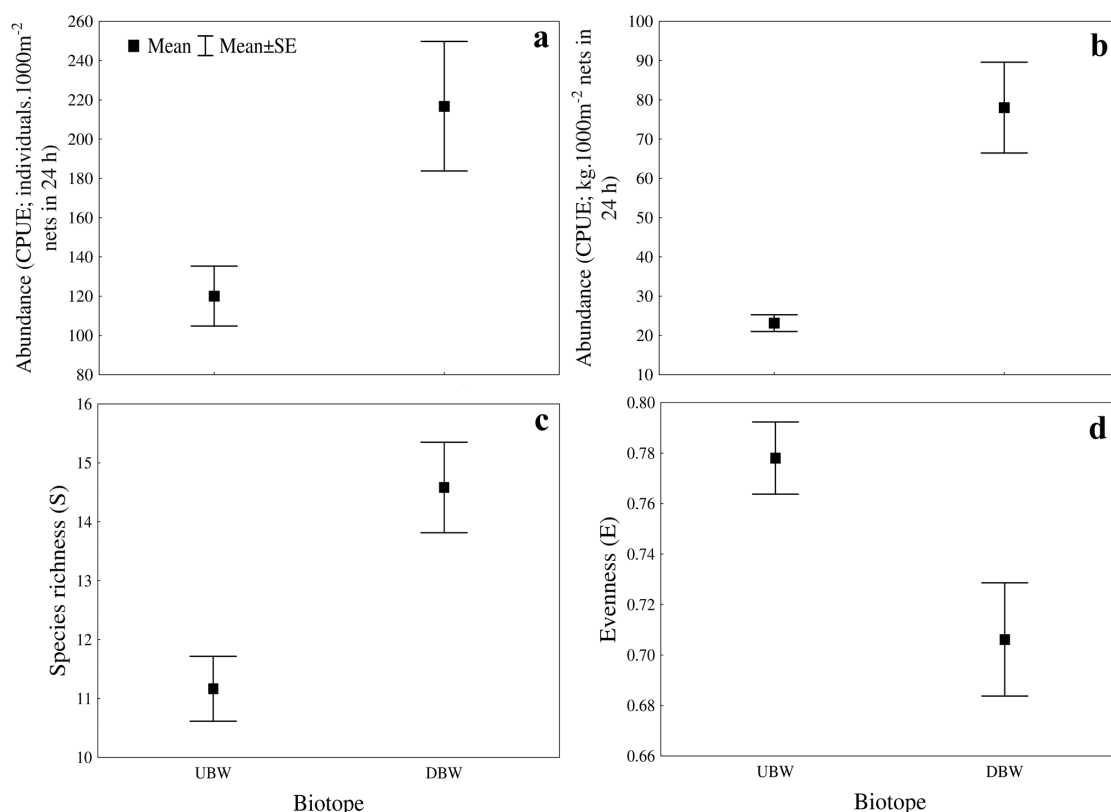 a
Mean Mean±SE
Abundance (CPUE; individuals.1000m⁻²
nets in 24 h)
260
240
220
200
180
160
140
120
100
80
b
Abundance (CPUE; kg.1000m⁻² nets in
24 h)
100
90
80
70
60
50
40
30
20
10
c
Species richness (S)
16
15
14
13
12
11
10
UBW DBW
Biotope
d
Evenness (E)
0.80
0.78
0.76
0.74
0.72
0.70
0.68
0.66
UBW DBW
Biotope